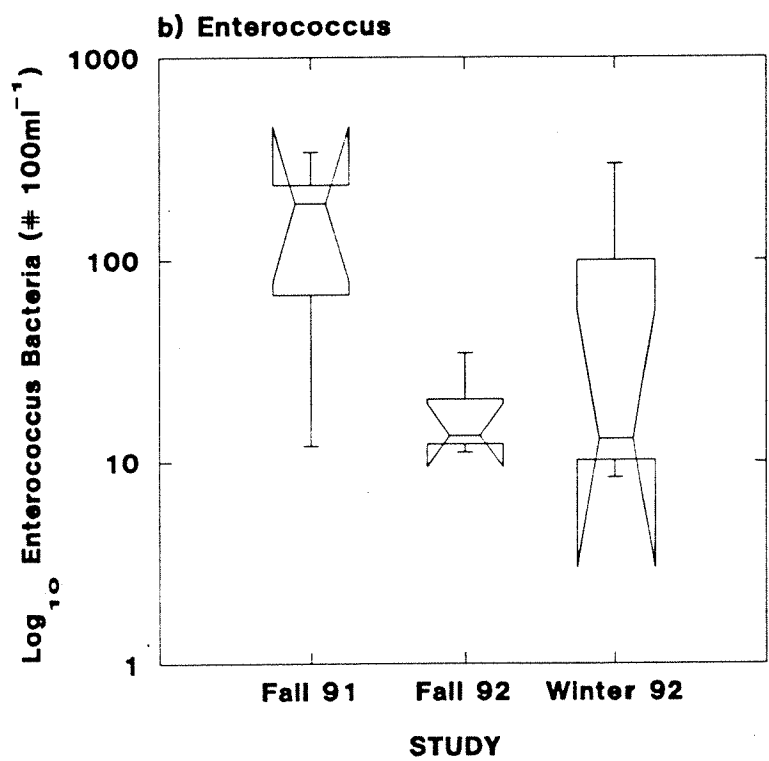 b) Enterococcus
1000
100
10
1
Log₁₀ Enterococcus Bacteria (# 100ml⁻¹)
Fall 91
Fall 92
Winter 92
STUDY